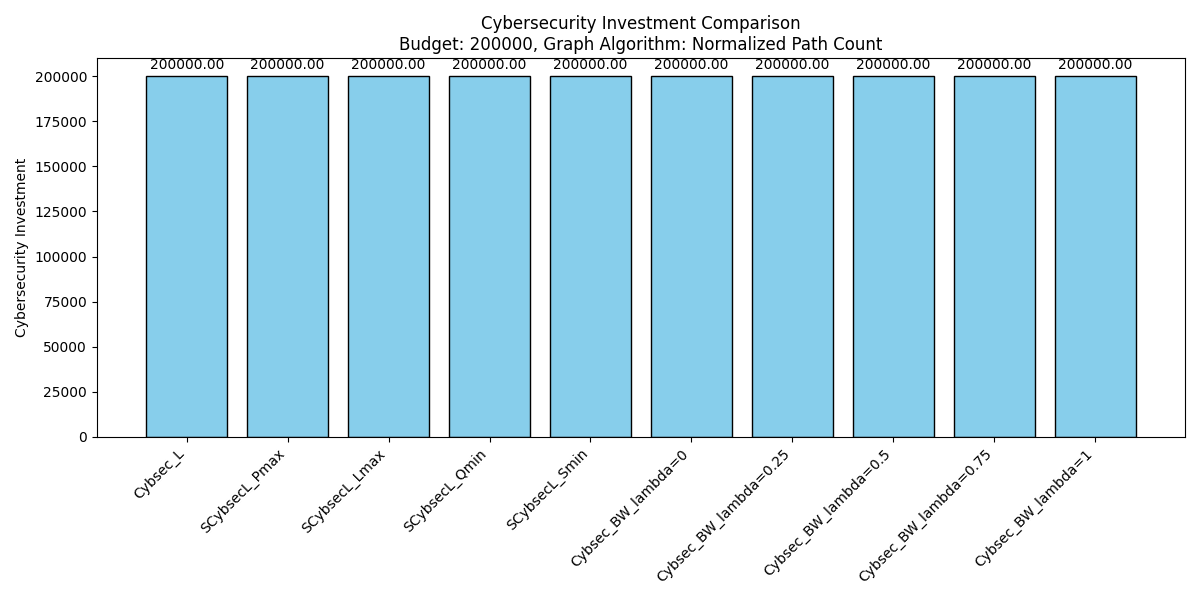 Cybersecurity Investment Comparison
Budget: 200000, Graph Algorithm: Normalized Path Count
200000.00 200000.00 200000.00 200000.00 200000.00 200000.00 200000.00 200000.00 200000.00 200000.00
Cybersecurity Investment
200000
175000
150000
125000
100000
75000
50000
25000
0
Cybsec_L
SCybsecL_Pmax
SCybsecL_Lmax
SCybsecL_Qmin
SCybsecL_Smin
Cybsec_BW_lambda=0
Cybsec_BW_lambda=0.25
Cybsec_BW_lambda=0.5
Cybsec_BW_lambda=0.75
Cybsec_BW_lambda=1